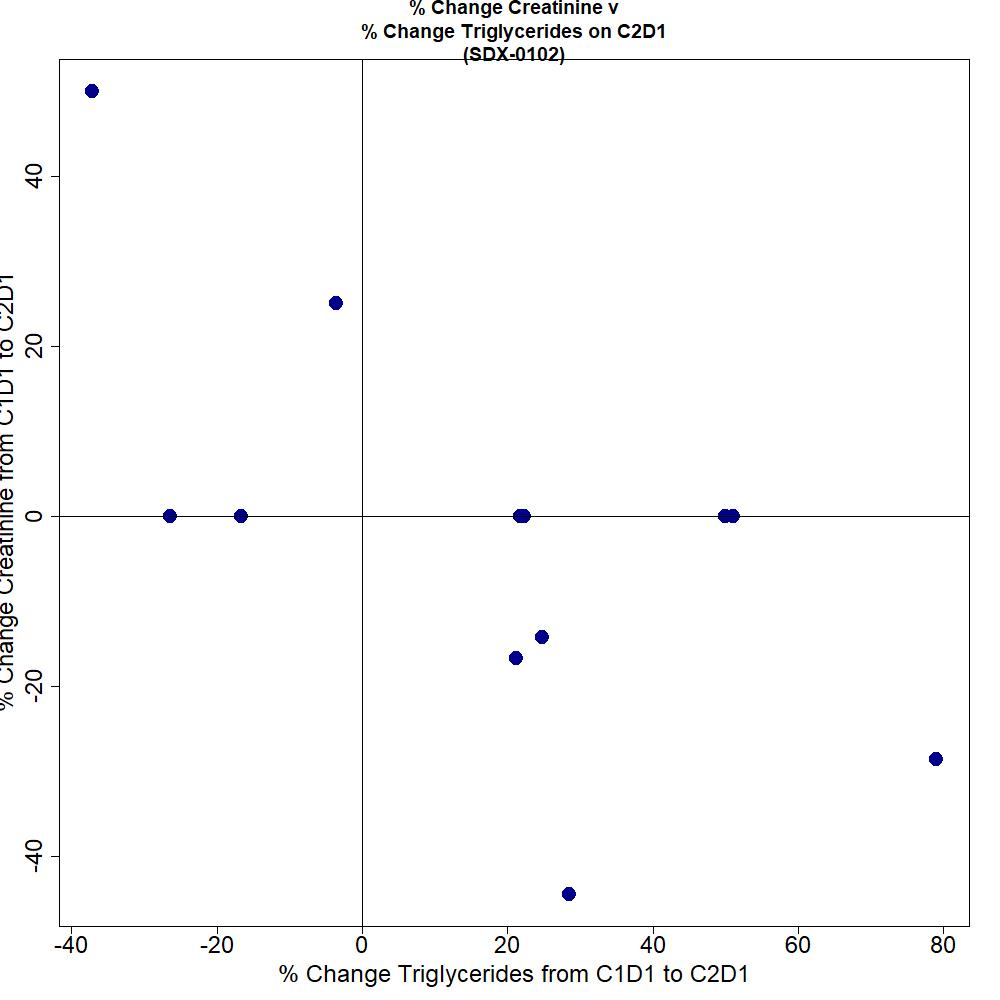 % Change Creatinine v
% Change Triglycerides on C2D1
(SDX-0102)
% Change Creatinine from C1D1 to C2D1
40
20
0
-20
-40
-40
-20
0
20
40
60
80
% Change Triglycerides from C1D1 to C2D1